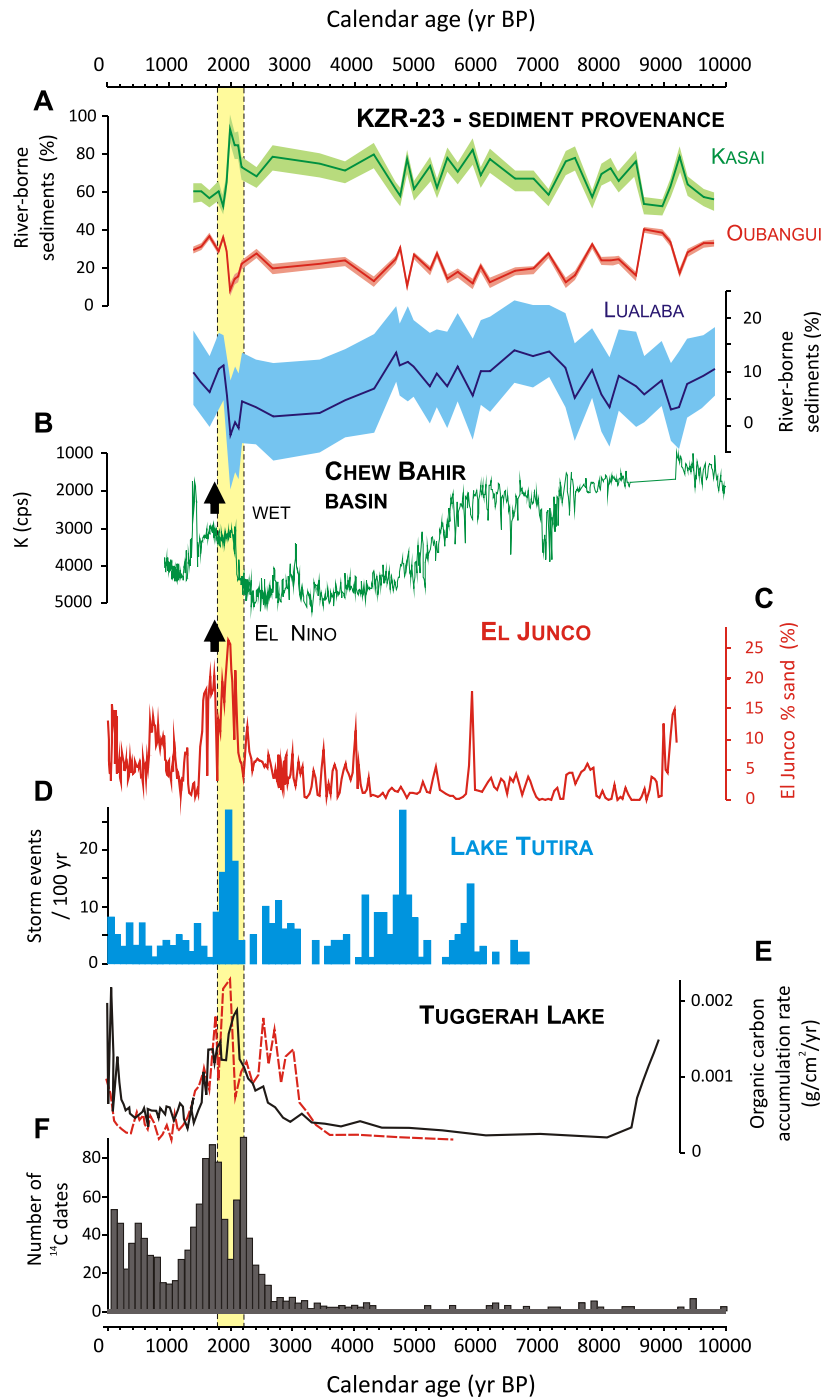 Calendar age (yr BP)
0 1000 2000 3000 4000 5000 6000 7000 8000 9000 10000
A
KZR-23 - SEDIMENT PROVENANCE
100
80
60
40
20
0
River-borne
sediments (%)
KASAI
OUBANGUI
LUALABA
20
10
0
River-borne
sediments (%)
B
CHEW BAHIR
BASIN
1000
2000
3000
4000
5000
K (cps)
WET
C
EL NINO
EL JUNCO
25
20
15
10
5
0
El Junco % sand (%)
D
LAKE TUTIRA
20
10
0
Storm events
/ 100 yr
E
TUGGERAH LAKE
0.002
0.001
0
Organic carbon
accumulation rate
(g/cm²/yr)
F
80
60
40
20
0
Number of
¹⁴C dates
0 1000 2000 3000 4000 5000 6000 7000 8000 9000 10000
Calendar age (yr BP)